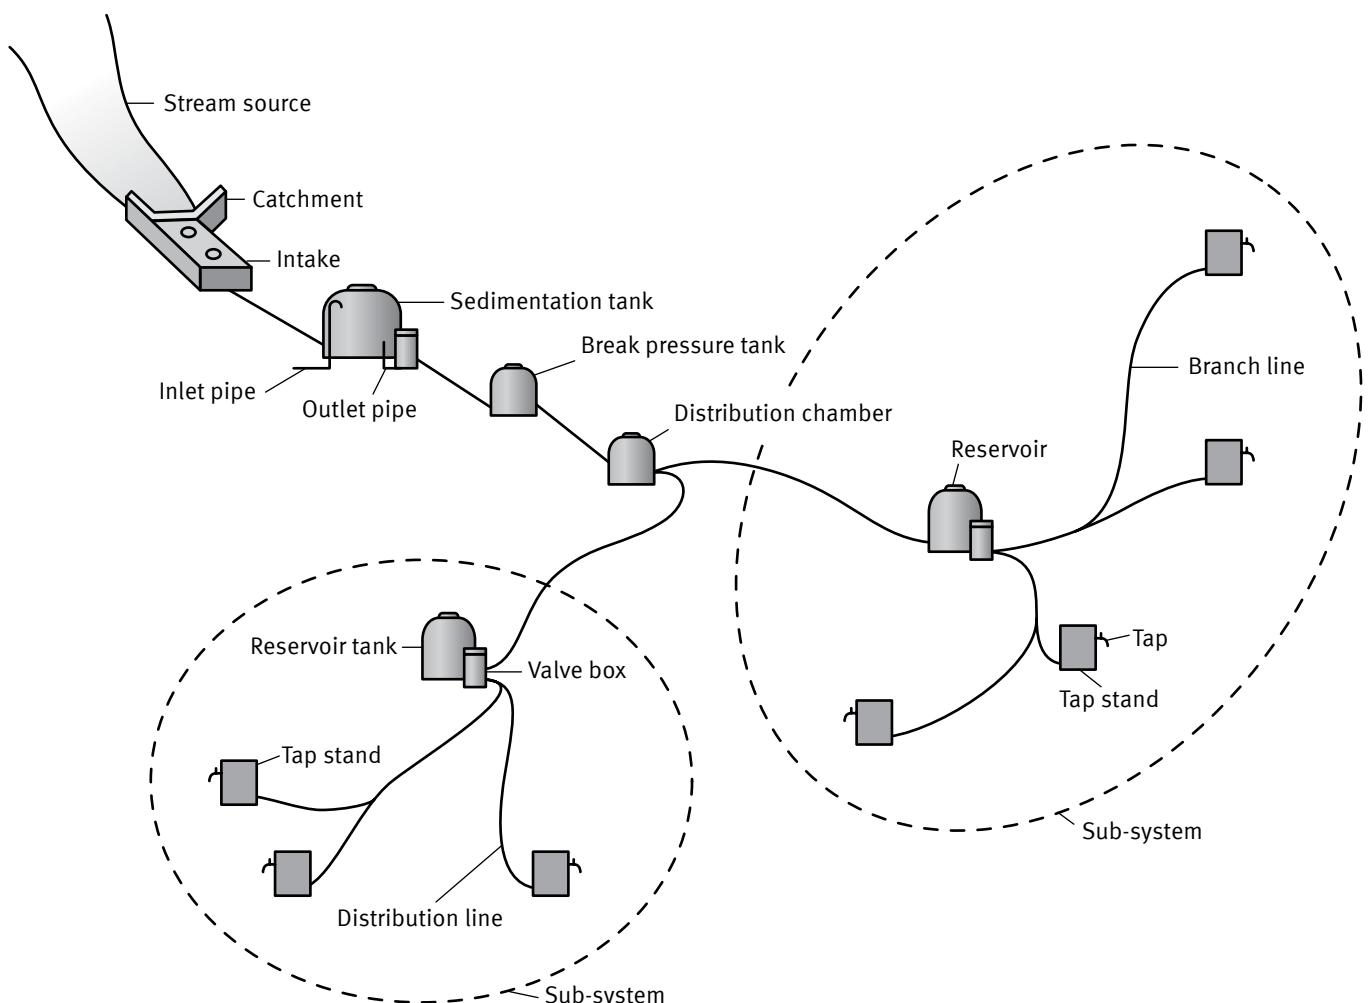 Stream source
Catchment
Intake
Sedimentation tank
Break pressure tank
Inlet pipe
Outlet pipe
Distribution chamber
Branch line
Reservoir
Reservoir tank
Valve box
Tap
Tap stand
Tap stand
Sub-system
Distribution line
Sub-system